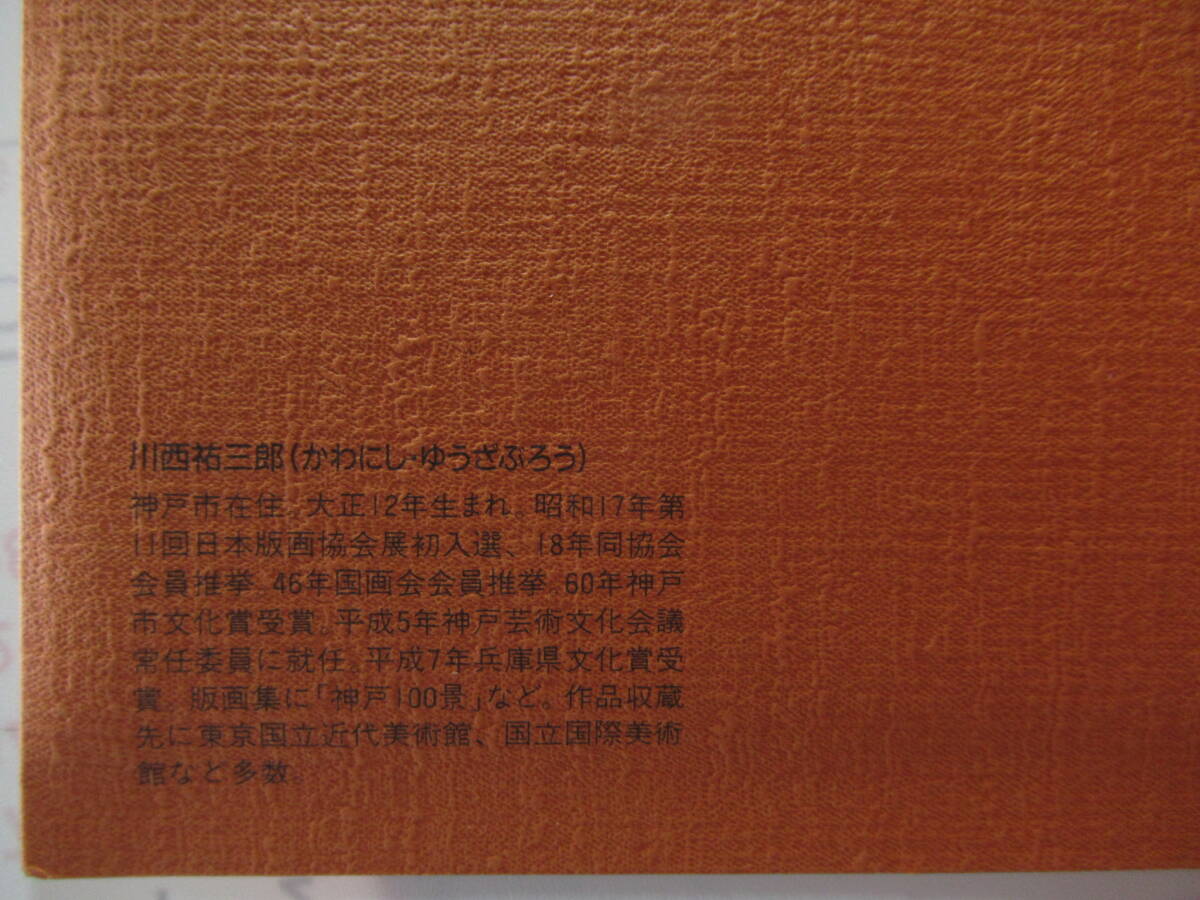 川西祐三郎(かわにし・ゆうざぶろう)
神戸市在住。大正12年生まれ。昭和17年第
11回日本版画協会展初入選、18年同協会
会員推挙。46年国画会会員推挙。60年神戸
市文化賞受賞。平成5年神戸芸術文化会議
常任委員に就任。平成7年兵庫県文化賞受
賞。版画集に「神戸100景」など。作品収蔵
先に東京国立近代美術館、国立国際美術
館など多数。